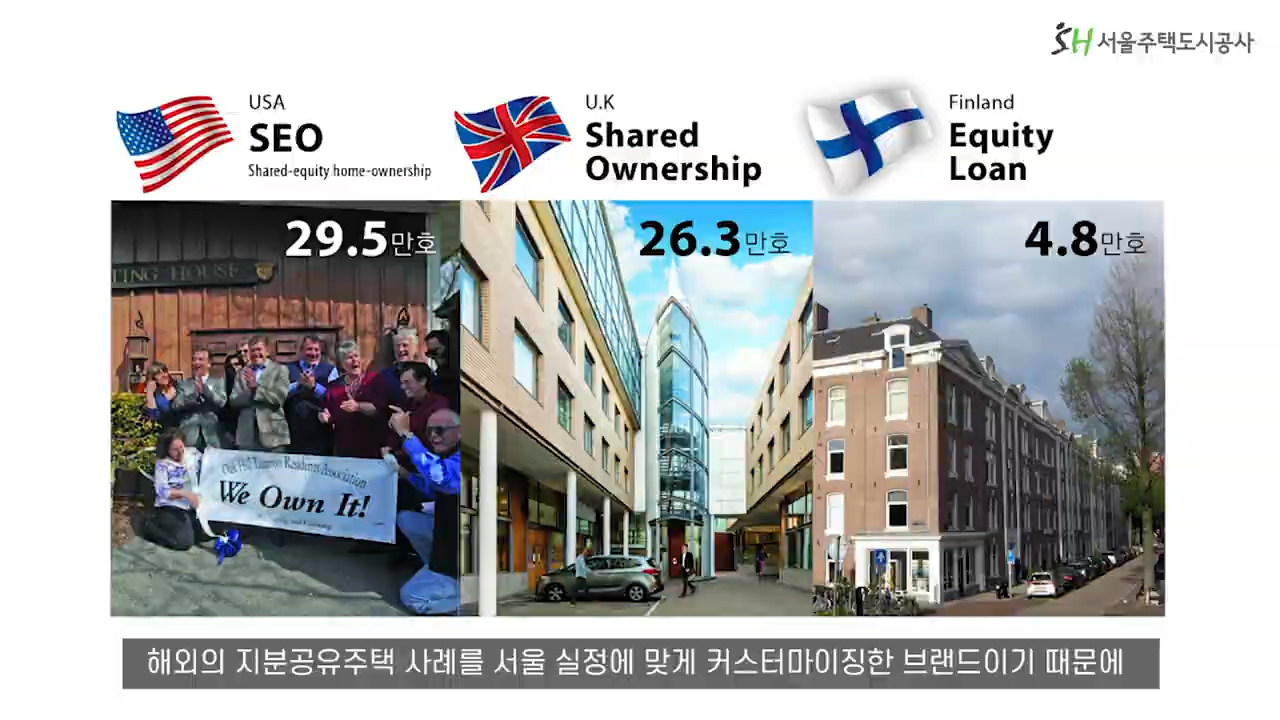 SH 서울주택도시공사
USA
SEO
Shared-equity home-ownership
U.K
Shared
Ownership
Finland
Equity
Loan
29.5만호
26.3만호
4.8만호
TING HOUSE
Residents Association
We Own It!
해외의 지분공유주택 사례를 서울 실정에 맞게 커스터마이징한 브랜드이기 때문에